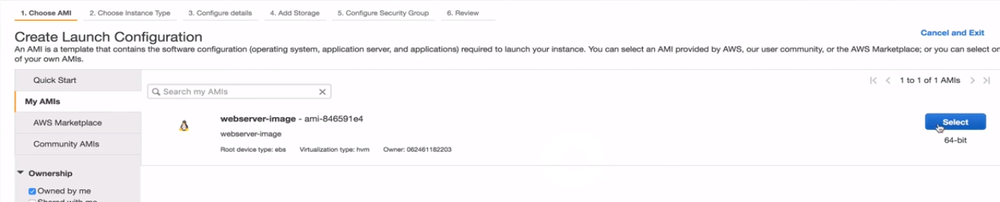 1. Choose AMI 2. Choose Instance Type 3. Configure details 4. Add Storage 5. Configure Security Group 6. Review
Create Launch Configuration
Cancel and Exit
An AMI is a template that contains the software configuration (operating system, application server, and applications) required to launch your instance. You can select an AMI provided by AWS, our user community, or the AWS Marketplace; or you can select on
of your own AMIs.
Quick Start
1 to 1 of 1 AMIs
Search my AMIs
My AMIs
webserver-image - ami-846591e4
Select
AWS Marketplace
webserver-image
64-bit
Community AMIs
Root device type: ebs Virtualization type: hvm Owner: 062461182203
Ownership
Owned by me
Shared with me